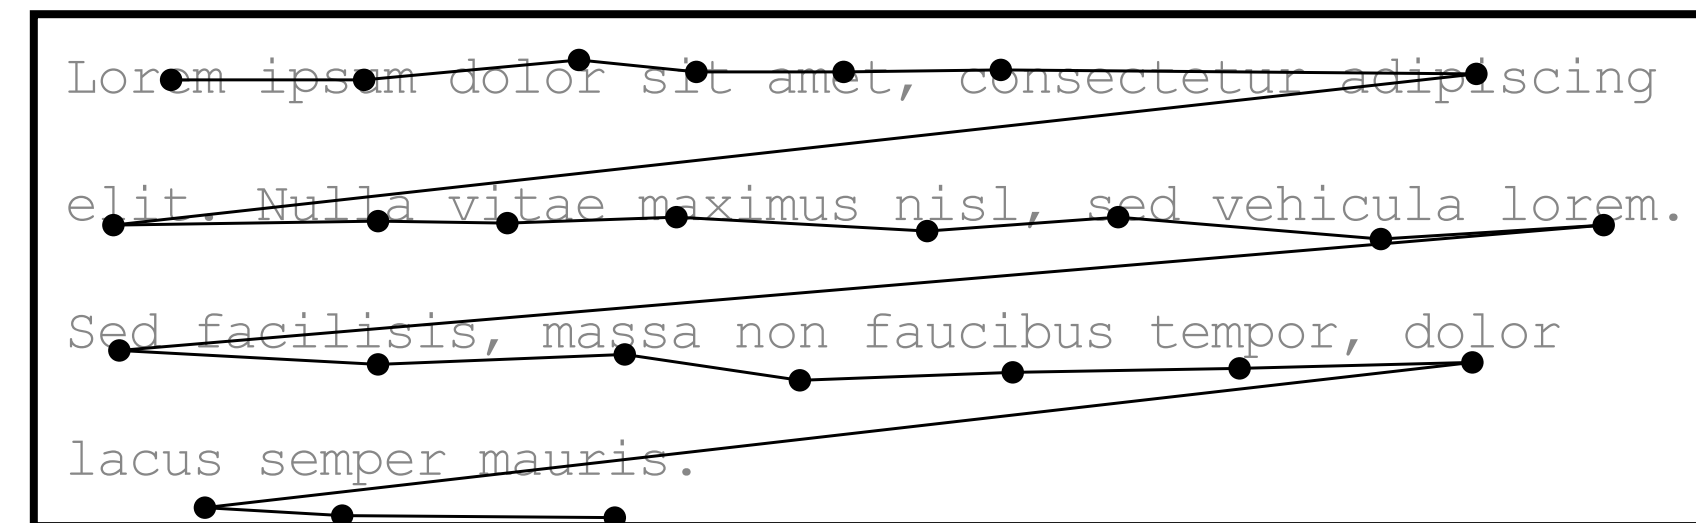 Lorem ipsum dolor sit amet, consectetur adipiscing
elit. Nulla vitae maximus nisl, sed vehicula lorem.
Sed facilisis, massa non faucibus tempor, dolor
lacus semper mauris.